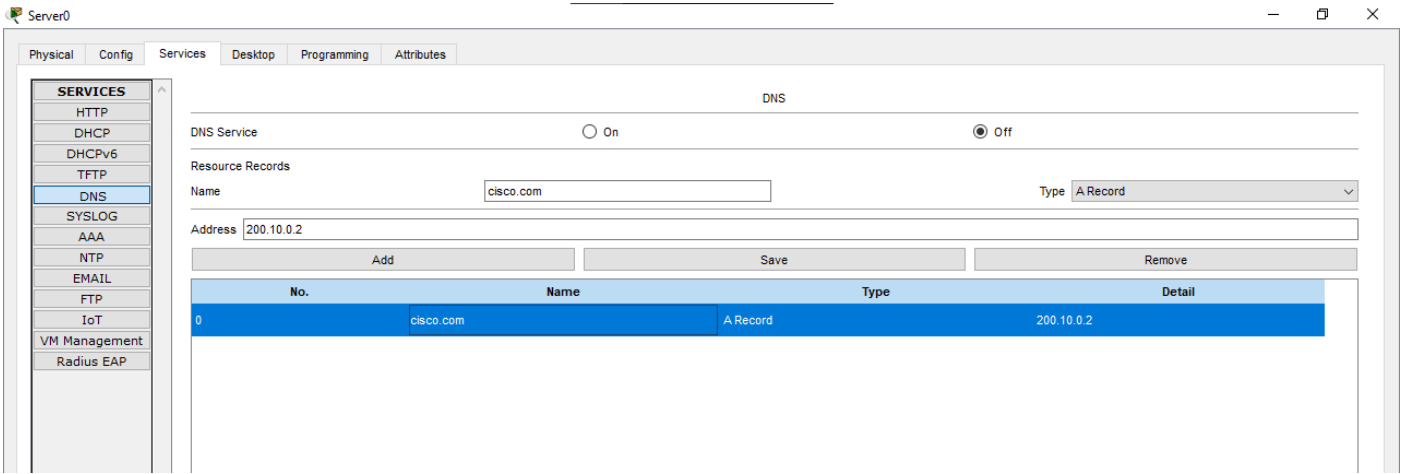 Server0
Physical Config Services Desktop Programming Attributes
SERVICES
HTTP
DHCP
DHCPv6
TFTP
DNS
SYSLOG
AAA
NTP
EMAIL
FTP
IoT
VM Management
Radius EAP
DNS
DNS Service On Off
Resource Records
Name cisco.com Type A Record
Address 200.10.0.2
Add Save Remove
No. Name Type Detail
0 cisco.com A Record 200.10.0.2